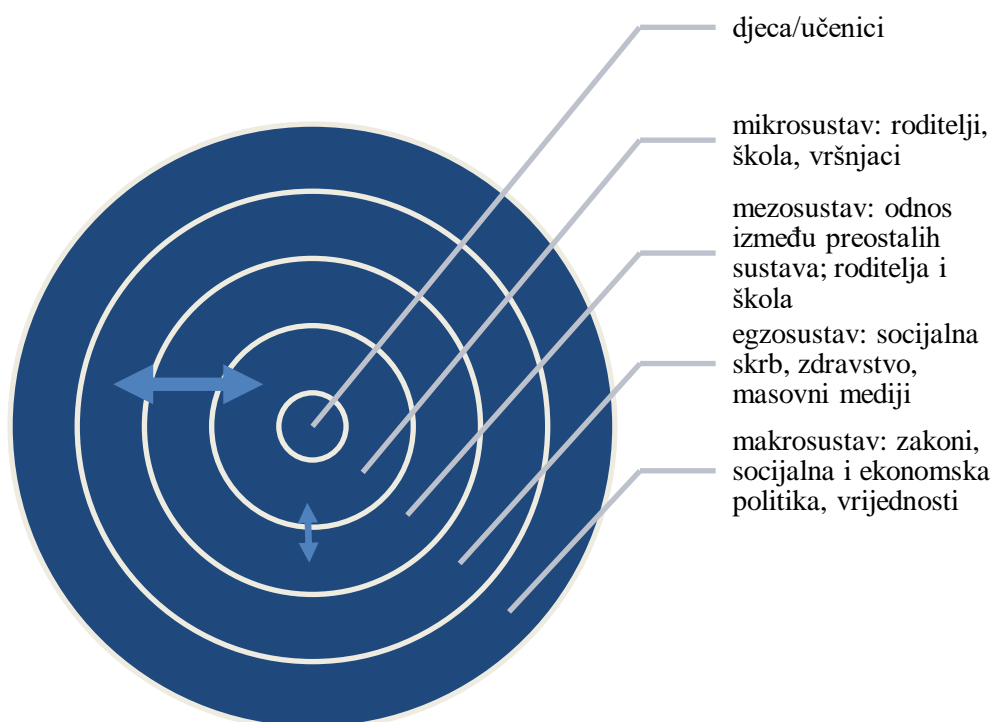 djeca/učenici
mikrosustav: roditelji,
škola, vršnjaci
mezosustav: odnos
između preostalih
sustava; roditelja i
škola
egzosustav: socijalna
skrb, zdravstvo,
masovni mediji
makrosustav: zakoni,
socijalna i ekonomska
politika, vrijednosti